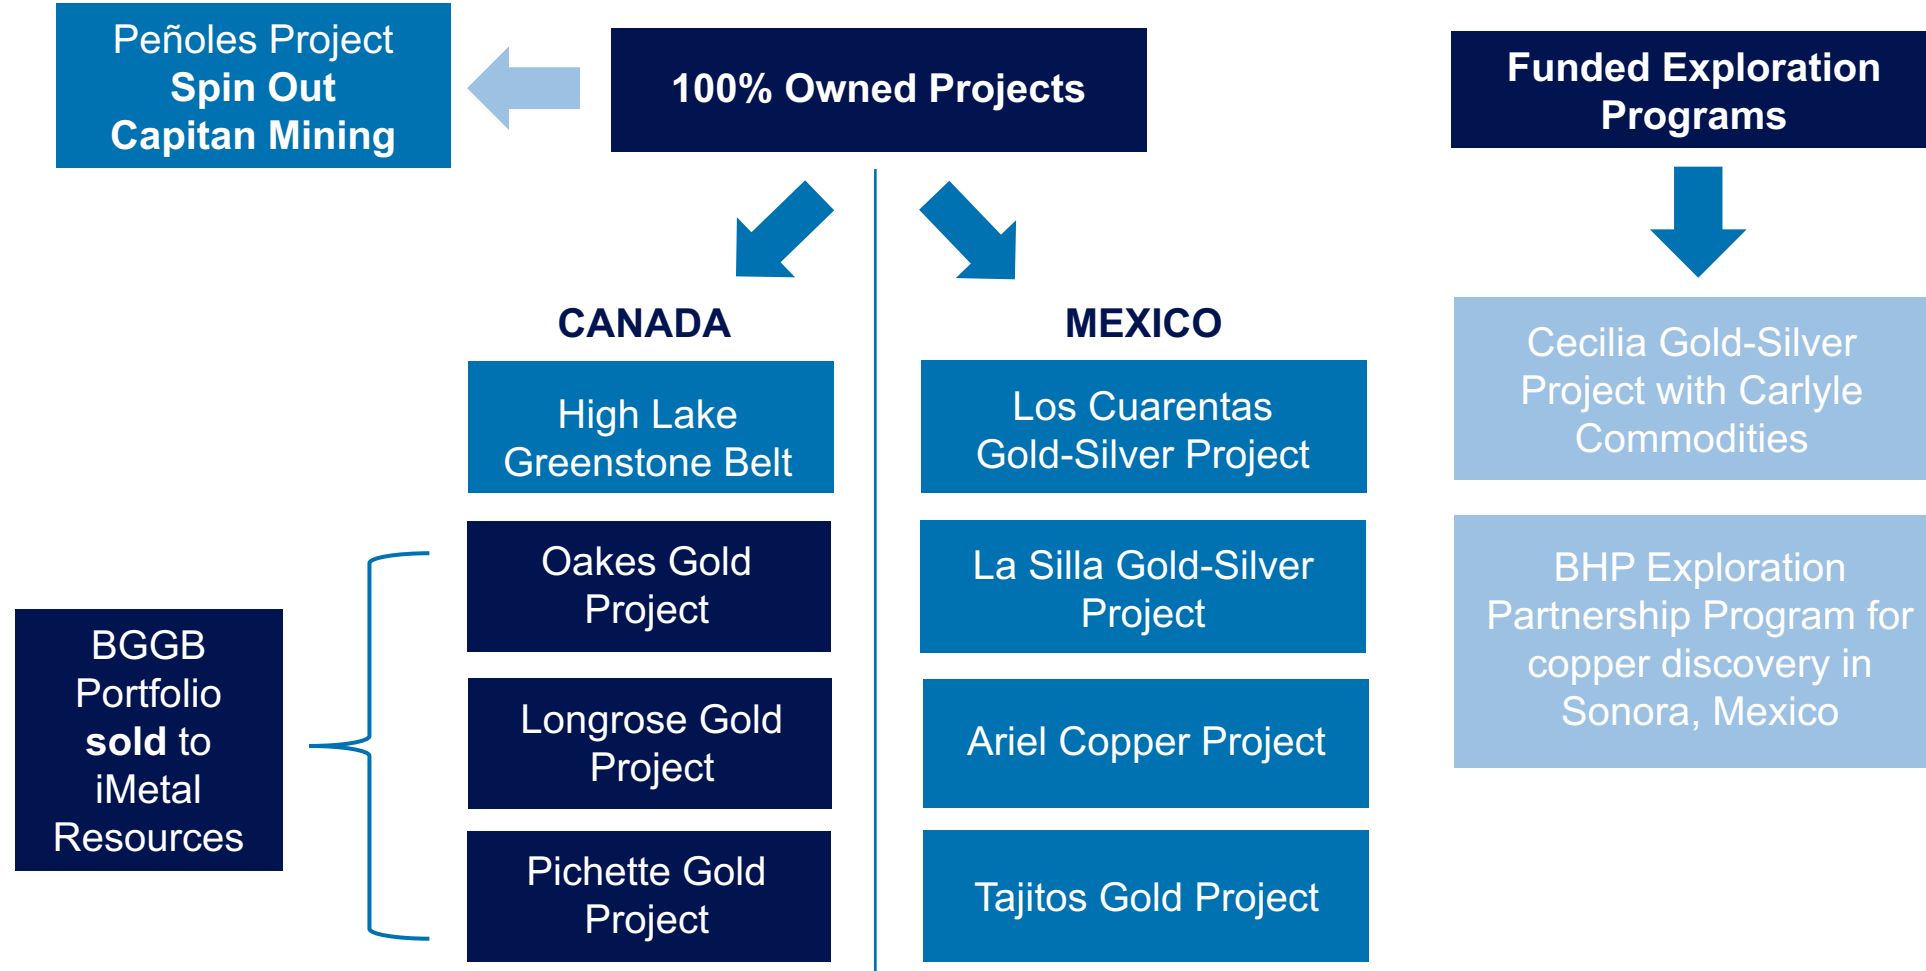 Peñoles Project
Spin Out
Capitan Mining
100% Owned Projects
Funded Exploration
Programs
CANADA
MEXICO
High Lake
Greenstone Belt
Oakes Gold
Project
Longrose Gold
Project
Pichette Gold
Project
BGGB
Portfolio
sold to
iMetal
Resources
Los Cuarentas
Gold-Silver Project
La Silla Gold-Silver
Project
Ariel Copper Project
Tajitos Gold Project
Cecilia Gold-Silver
Project with Carlyle
Commodities
BHP Exploration
Partnership Program for
copper discovery in
Sonora, Mexico